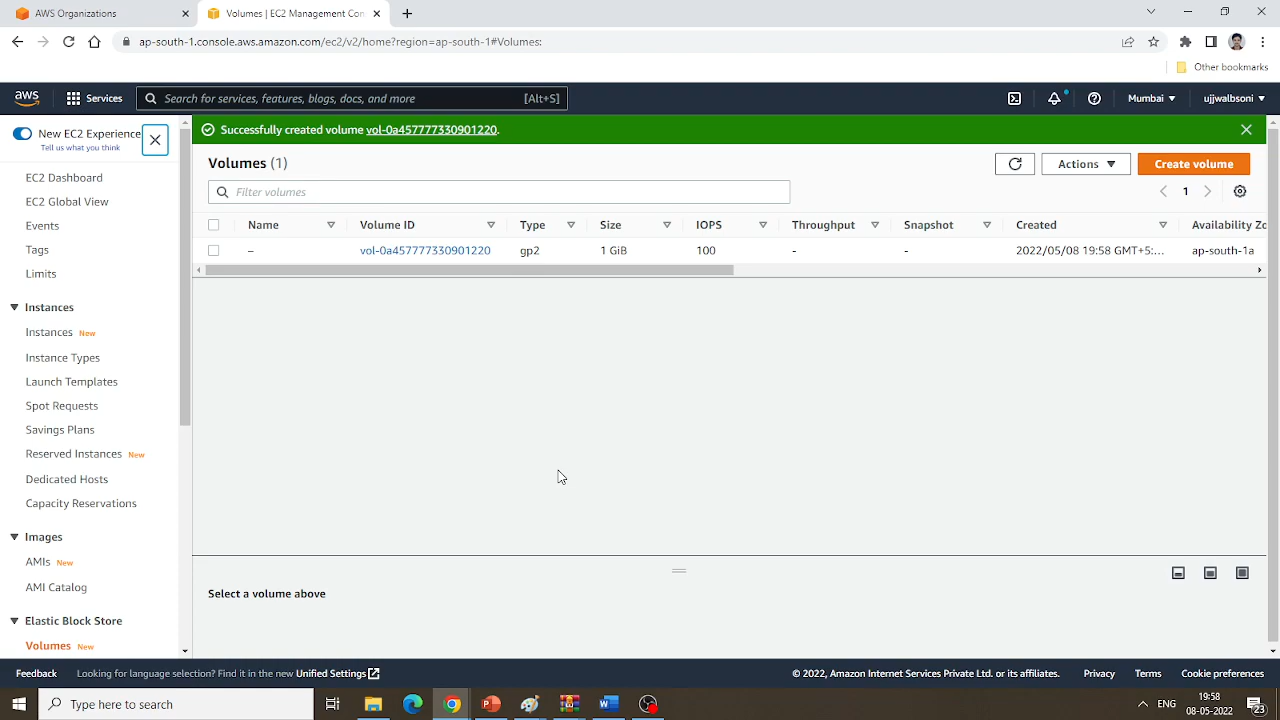 AWS Organizations
Volumes | EC2 Management Con
ap-south-1.console.aws.amazon.com/ec2/v2/home?region=ap-south-1#Volumes:
Other bookmarks
aws
Services
Search for services, features, blogs, docs, and more
[Alt+S]
Mumbai
ujjwalbsoni
New EC2 Experience
Tell us what you think
EC2 Dashboard
EC2 Global View
Events
Tags
Limits
Instances
Instances New
Instance Types
Launch Templates
Spot Requests
Savings Plans
Reserved Instances New
Dedicated Hosts
Capacity Reservations
Images
AMIs New
AMI Catalog
Elastic Block Store
Volumes New
Successfully created volume vol-0a457777330901220.
Volumes (1)
Actions
Create volume
Filter volumes
1
Name Volume ID Type Size IOPS Throughput Snapshot Created Availability Zo
– vol-0a457777330901220 gp2 1 GiB 100 - - 2022/05/08 19:58 GMT+5:... ap-south-1a
Select a volume above
Feedback
Looking for language selection? Find it in the new Unified Settings
© 2022, Amazon Internet Services Private Ltd. or its affiliates.
Privacy
Terms
Cookie preferences
Type here to search
ENG
19:58
08-05-2022
23